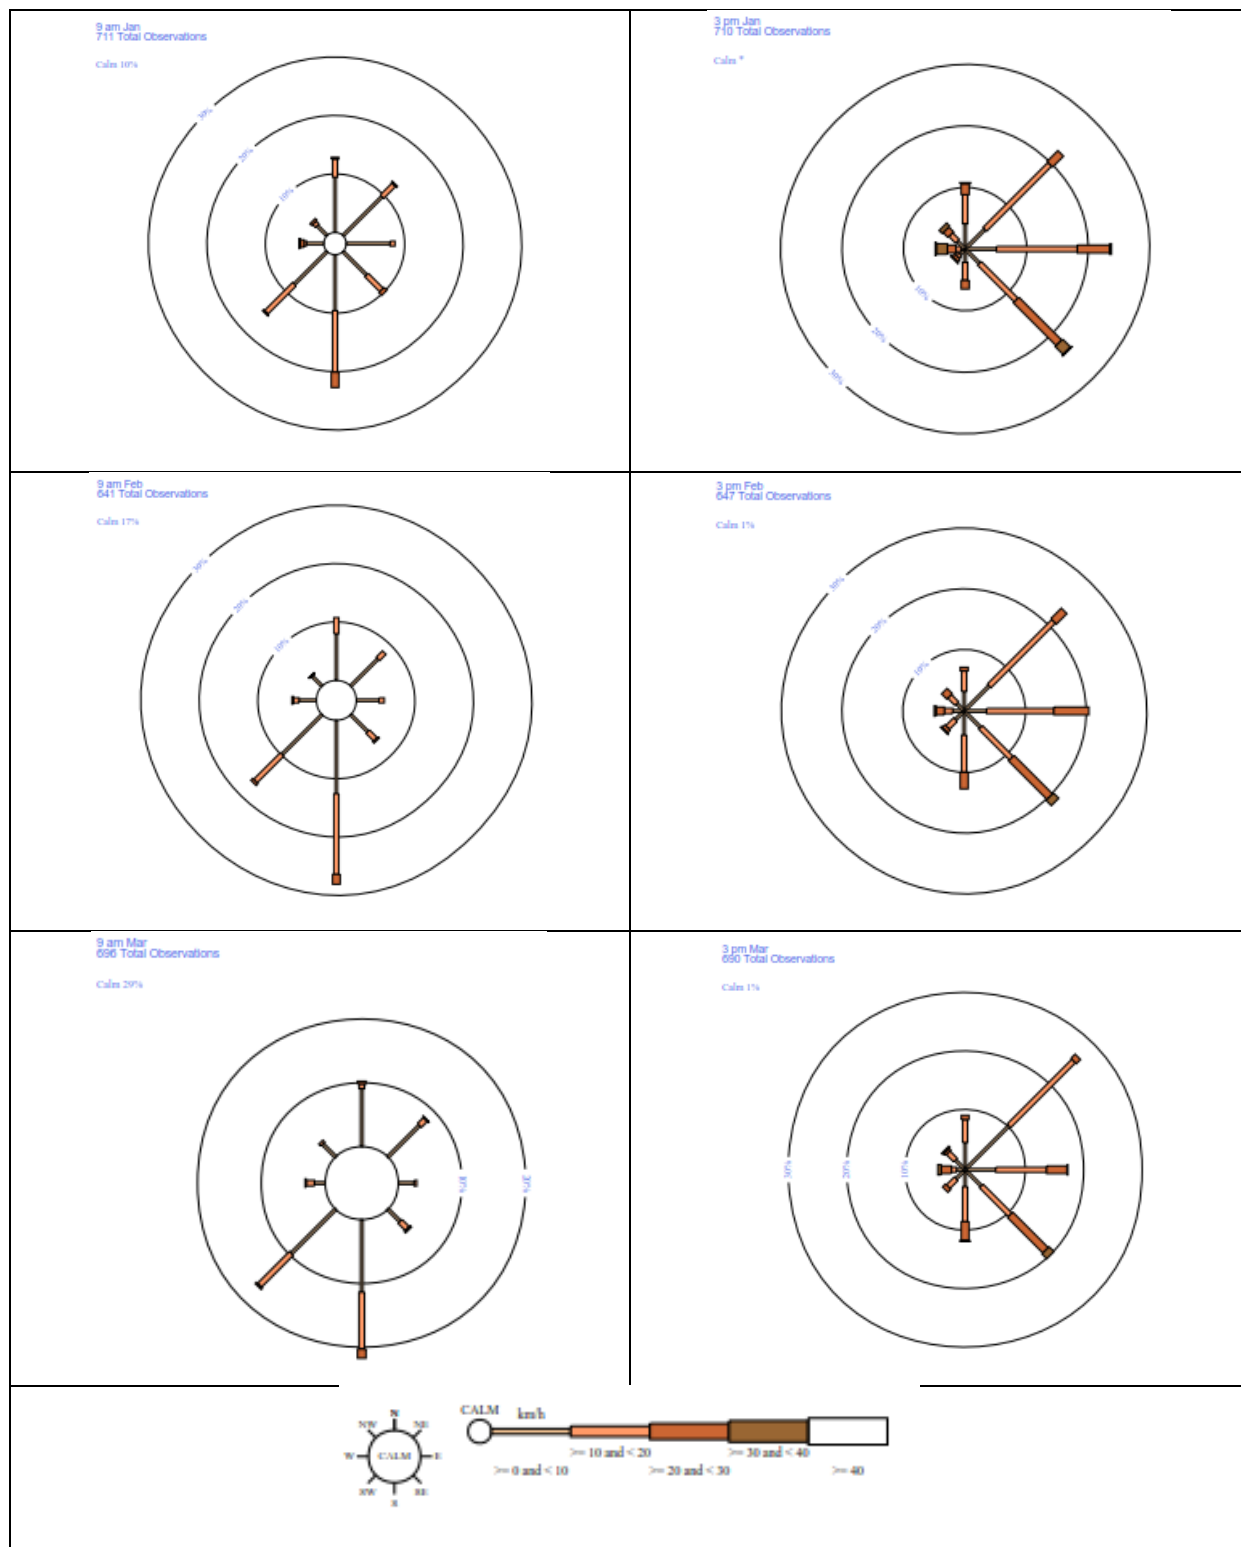 9 am Jan
711 Total Observations
Calm 10%
30%
20%
10%
3 pm Jan
710 Total Observations
Calm *
10%
20%
30%
9 am Feb
641 Total Observations
Calm 17%
30%
20%
10%
3 pm Feb
647 Total Observations
Calm 1%
30%
20%
10%
9 am Mar
696 Total Observations
Calm 29%
10%
20%
3 pm Mar
690 Total Observations
Calm 1%
30%
20%
10%
N
NW NE
W CALM E
SW SE
S
CALM km/h
>= 10 and < 20 >= 30 and < 40
>= 0 and < 10 >= 20 and < 30 >= 40